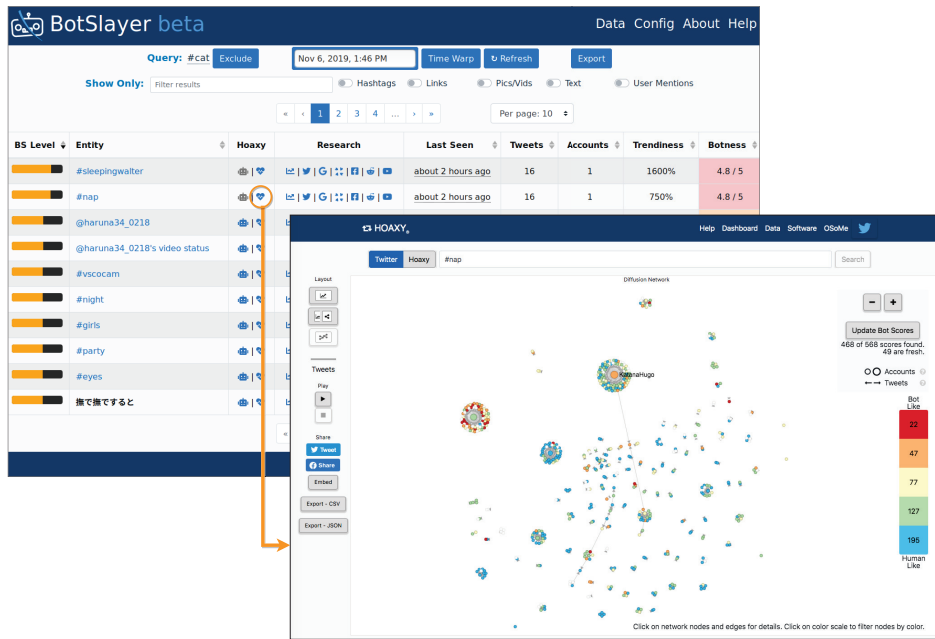 BotSlayer beta
Data Config About Help
Query: #cat Exclude Nov 6, 2019, 1:46 PM Time Warp ↻ Refresh Export
Show Only: Filter results Hashtags Links Pics/Vids Text User Mentions
« ‹ 1 2 3 4 ... › » Per page: 10
BS Level Entity Hoaxy Research Last Seen Tweets Accounts Trendiness Botness
#sleepingwalter about 2 hours ago 16 1 1600% 4.8 / 5
#nap about 2 hours ago 16 1 750% 4.8 / 5
@haruna34_0218
@haruna34_0218's video status
#vscocam
#night
#girls
#party
#eyes
撫で撫ですると
«
HOAXY®
Help Dashboard Data Software OSoMe
Twitter Hoaxy #nap Search
Layout
Diffusion Network
Tweets
Play
Share
Tweet
Share
Embed
Export - CSV
Export - JSON
KatanaHugo
− +
Update Bot Scores
468 of 568 scores found.
49 are fresh.
Accounts
Tweets
Bot
Like
22
47
77
127
195
Human
Like
Click on network nodes and edges for details. Click on color scale to filter nodes by color.